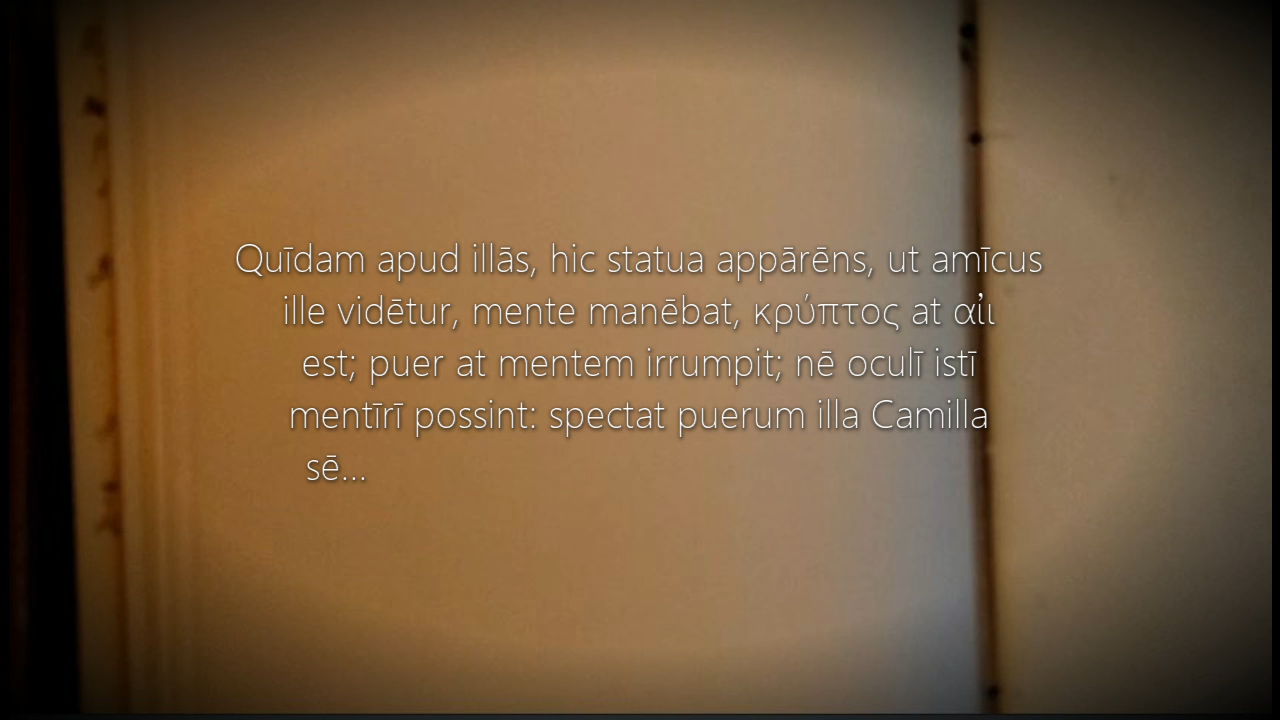 Quīdam apud illās, hic statua appārēns, ut amīcus
ille vidētur, mente manēbat, κρύπτος at αἰὶ
est; puer at mentem irrumpit; nē oculī istī
mentīrī possint: spectat puerum illa Camilla
sē...